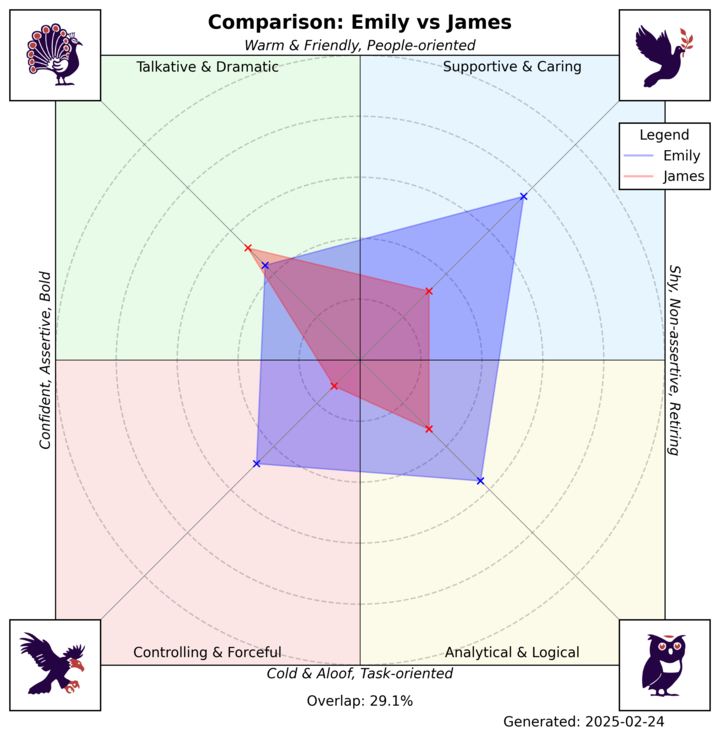 Comparison: Emily vs James
Warm & Friendly, People-oriented
Talkative & Dramatic
Supportive & Caring
Legend
Emily
James
Confident, Assertive, Bold
Shy, Non-assertive, Retiring
Controlling & Forceful
Analytical & Logical
Cold & Aloof, Task-oriented
Overlap: 29.1%
Generated: 2025-02-24